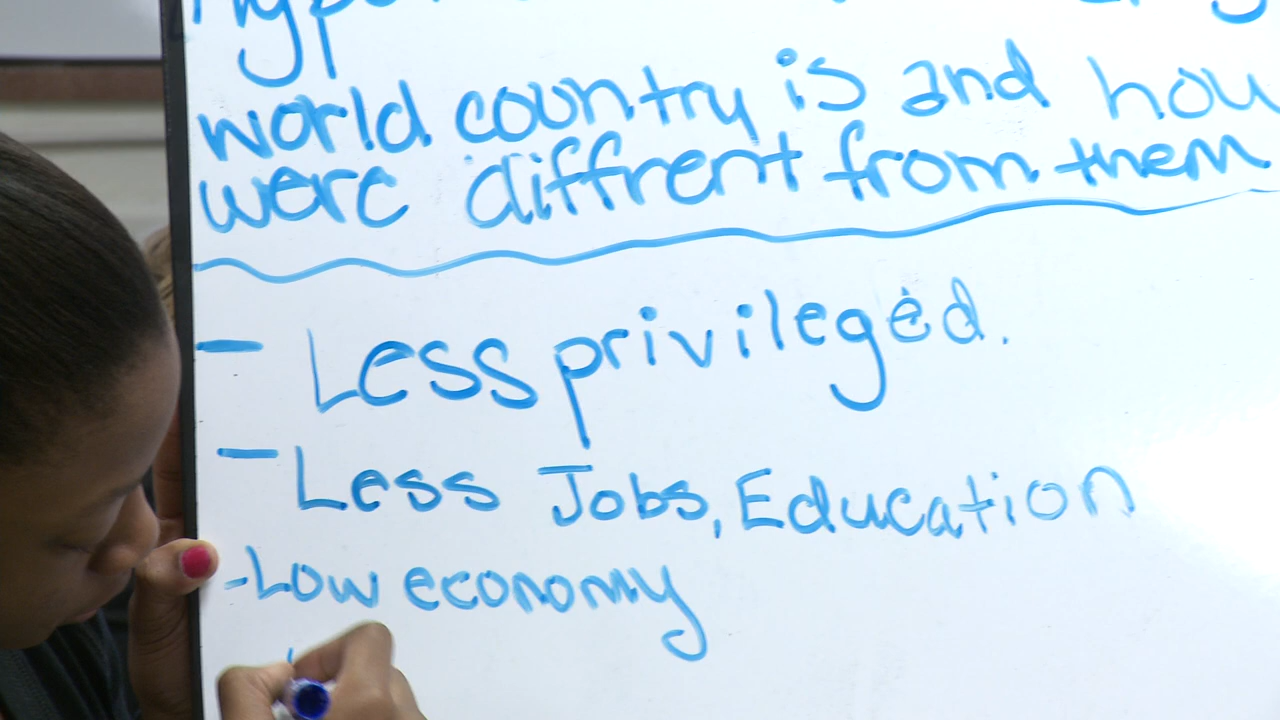 world country is and how
were diffrent from them
- Less privileged.
- Less Jobs, Education
- Low economy